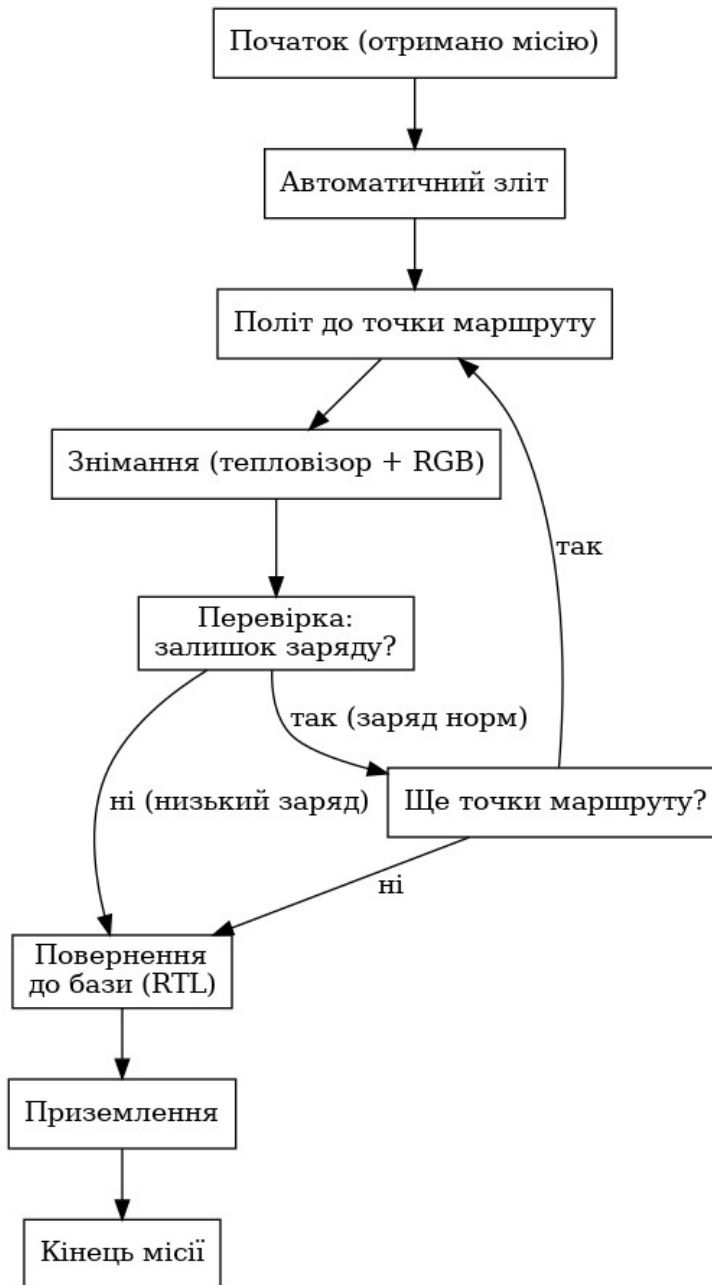 Початок (отримано місію)
Автоматичний зліт
Політ до точки маршруту
Знімання (тепловізор + RGB)
так
Перевірка:
залишок заряду?
так (заряд норм)
ні (низький заряд)
Ще точки маршруту?
ні
Повернення
до бази (RTL)
Приземлення
Кінець місії